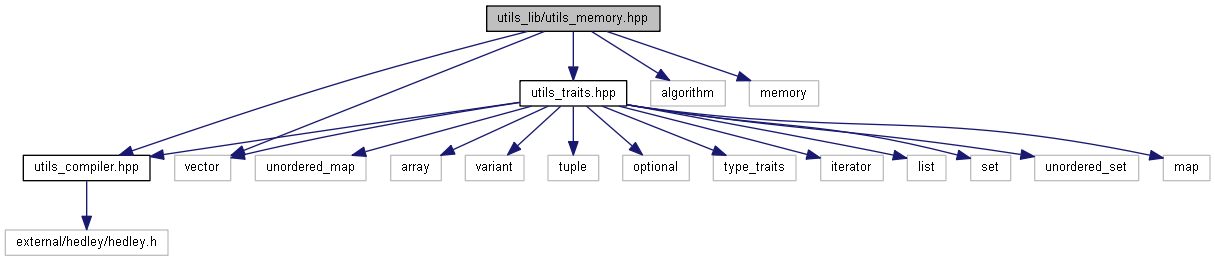 utils_lib/utils_memory.hpp
utils_traits.hpp
algorithm
memory
utils_compiler.hpp
vector
unordered_map
array
variant
tuple
optional
type_traits
iterator
list
set
unordered_set
map
external/hedley/hedley.h